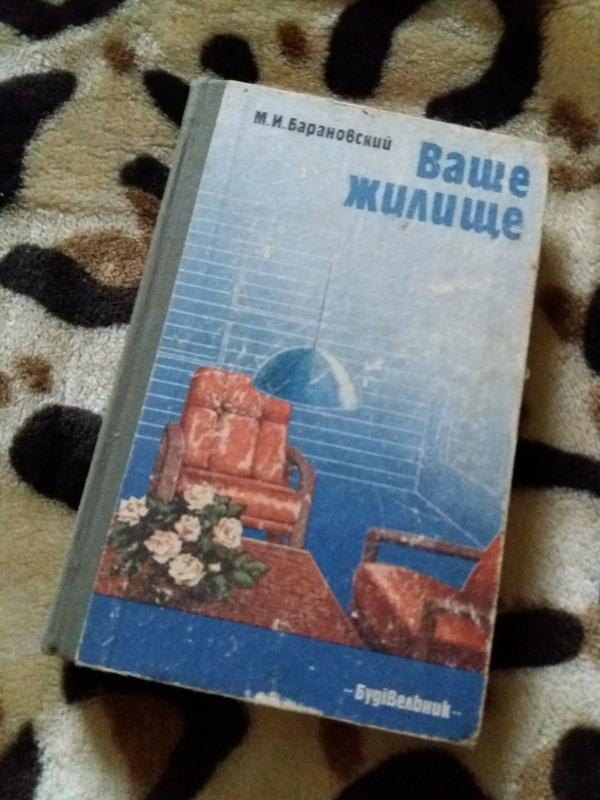 М.И.Барановский
Ваше
жилище
Будівельник